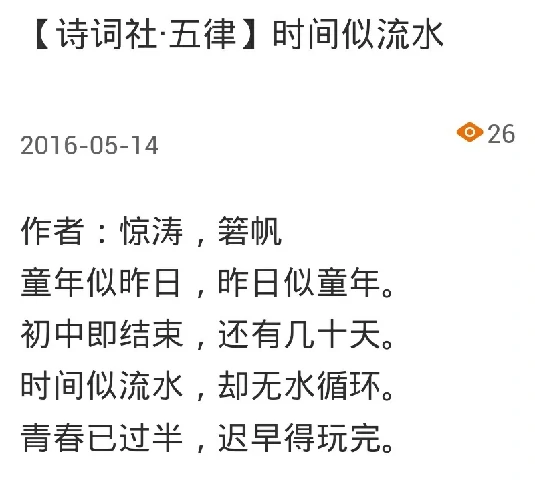 【诗词社·五律】时间似流水
2016-05-14
26
作者：惊涛，箬帆
童年似昨日，昨日似童年。
初中即结束，还有几十天。
时间似流水，却无水循环。
青春已过半，迟早得玩完。